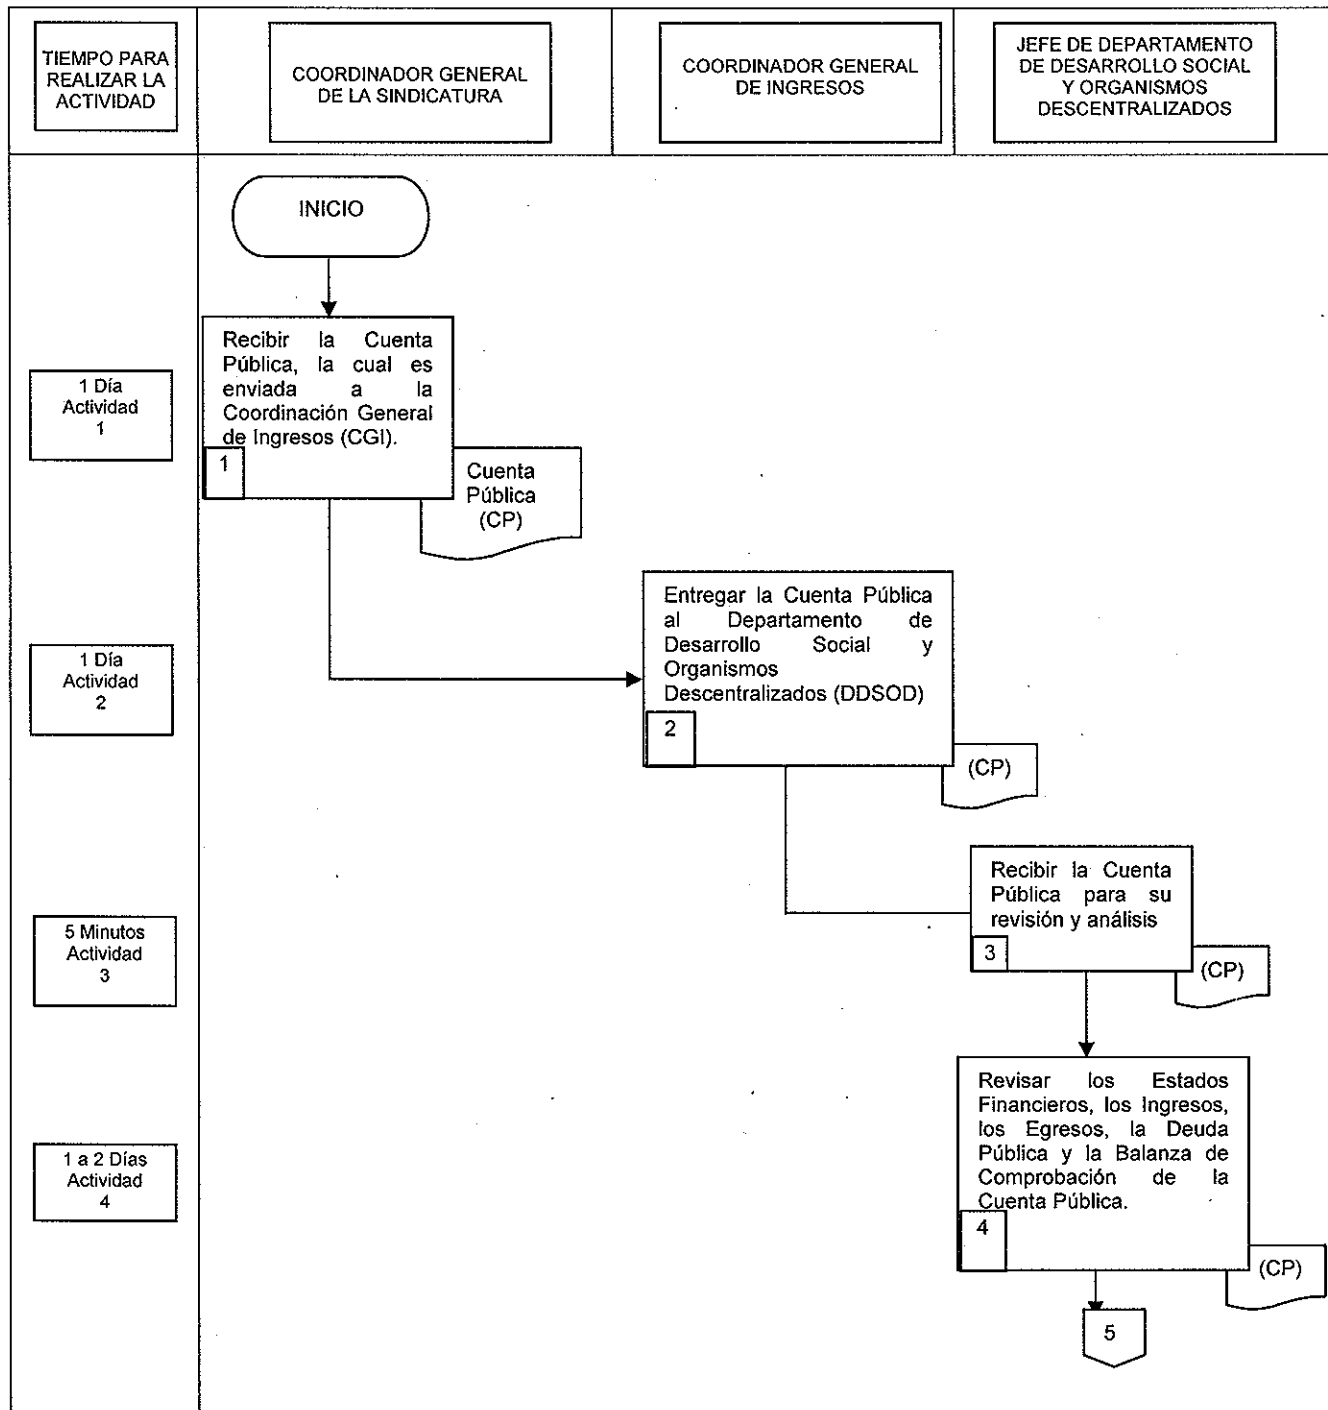 TIEMPO PARA
REALIZAR LA
ACTIVIDAD
COORDINADOR GENERAL
DE LA SINDICATURA
COORDINADOR GENERAL
DE INGRESOS
JEFE DE DEPARTAMENTO
DE DESARROLLO SOCIAL
Y ORGANISMOS
DESCENTRALIZADOS
INICIO
1 Día
Actividad
1
Recibir la Cuenta
Pública, la cual es
enviada a la
Coordinación General
de Ingresos (CGI).
1
Cuenta
Pública
(CP)
1 Día
Actividad
2
Entregar la Cuenta Pública
al Departamento de
Desarrollo Social y
Organismos
Descentralizados (DDSOD)
2
(CP)
5 Minutos
Actividad
3
Recibir la Cuenta
Pública para su
revisión y análisis
3
(CP)
1 a 2 Días
Actividad
4
Revisar los Estados
Financieros, los Ingresos,
los Egresos, la Deuda
Pública y la Balanza de
Comprobación de la
Cuenta Pública.
4
(CP)
5